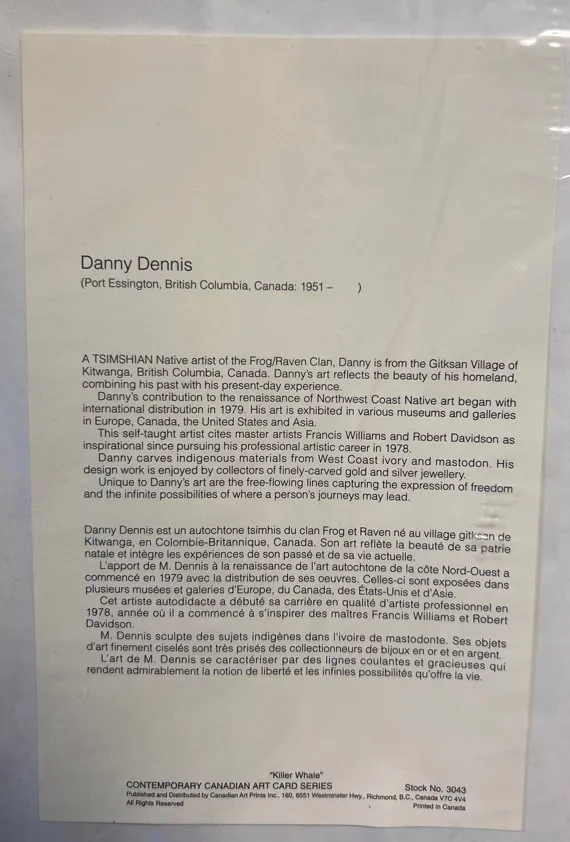 Danny Dennis
(Port Essington, British Columbia, Canada: 1951 – )
A TSIMSHIAN Native artist of the Frog/Raven Clan, Danny is from the Gitksan Village of
Kitwanga, British Columbia, Canada. Danny's art reflects the beauty of his homeland,
combining his past with his present-day experience.
Danny's contribution to the renaissance of Northwest Coast Native art began with
international distribution in 1979. His art is exhibited in various museums and galleries
in Europe, Canada, the United States and Asia.
This self-taught artist cites master artists Francis Williams and Robert Davidson as
inspirational since pursuing his professional artistic career in 1978.
Danny carves indigenous materials from West Coast ivory and mastodon. His
design work is enjoyed by collectors of finely-carved gold and silver jewellery.
Unique to Danny's art are the free-flowing lines capturing the expression of freedom
and the infinite possibilities of where a person's journeys may lead.
Danny Dennis est un autochtone tsimhis du clan Frog et Raven né au village gitksan de
Kitwanga, en Colombie-Britannique, Canada. Son art reflète la beauté de sa patrie
natale et intègre les expériences de son passé et de sa vie actuelle.
L'apport de M. Dennis à la renaissance de l'art autochtone de la côte Nord-Ouest a
commencé en 1979 avec la distribution de ses oeuvres. Celles-ci sont exposées dans
plusieurs musées et galeries d'Europe, du Canada, des États-Unis et d'Asie.
Cet artiste autodidacte a débuté sa carrière en qualité d'artiste professionnel en
1978, année où il a commencé à s'inspirer des maîtres Francis Williams et Robert
Davidson.
M. Dennis sculpte des sujets indigènes dans l'ivoire de mastodonte. Ses objets
d'art finement ciselés sont très prisés des collectionneurs de bijoux en or et en argent.
L'art de M. Dennis se caractériser par des lignes coulantes et gracieuses qui
rendent admirablement la notion de liberté et les infinies possibilités qu'offre la vie.
"Killer Whale"
CONTEMPORARY CANADIAN ART CARD SERIES Stock No. 3043
Published and Distributed by Canadian Art Prints Inc., 160, 6551 Westminster Hwy., Richmond, B.C., Canada V7C 4V4
All Rights Reserved Printed in Canada